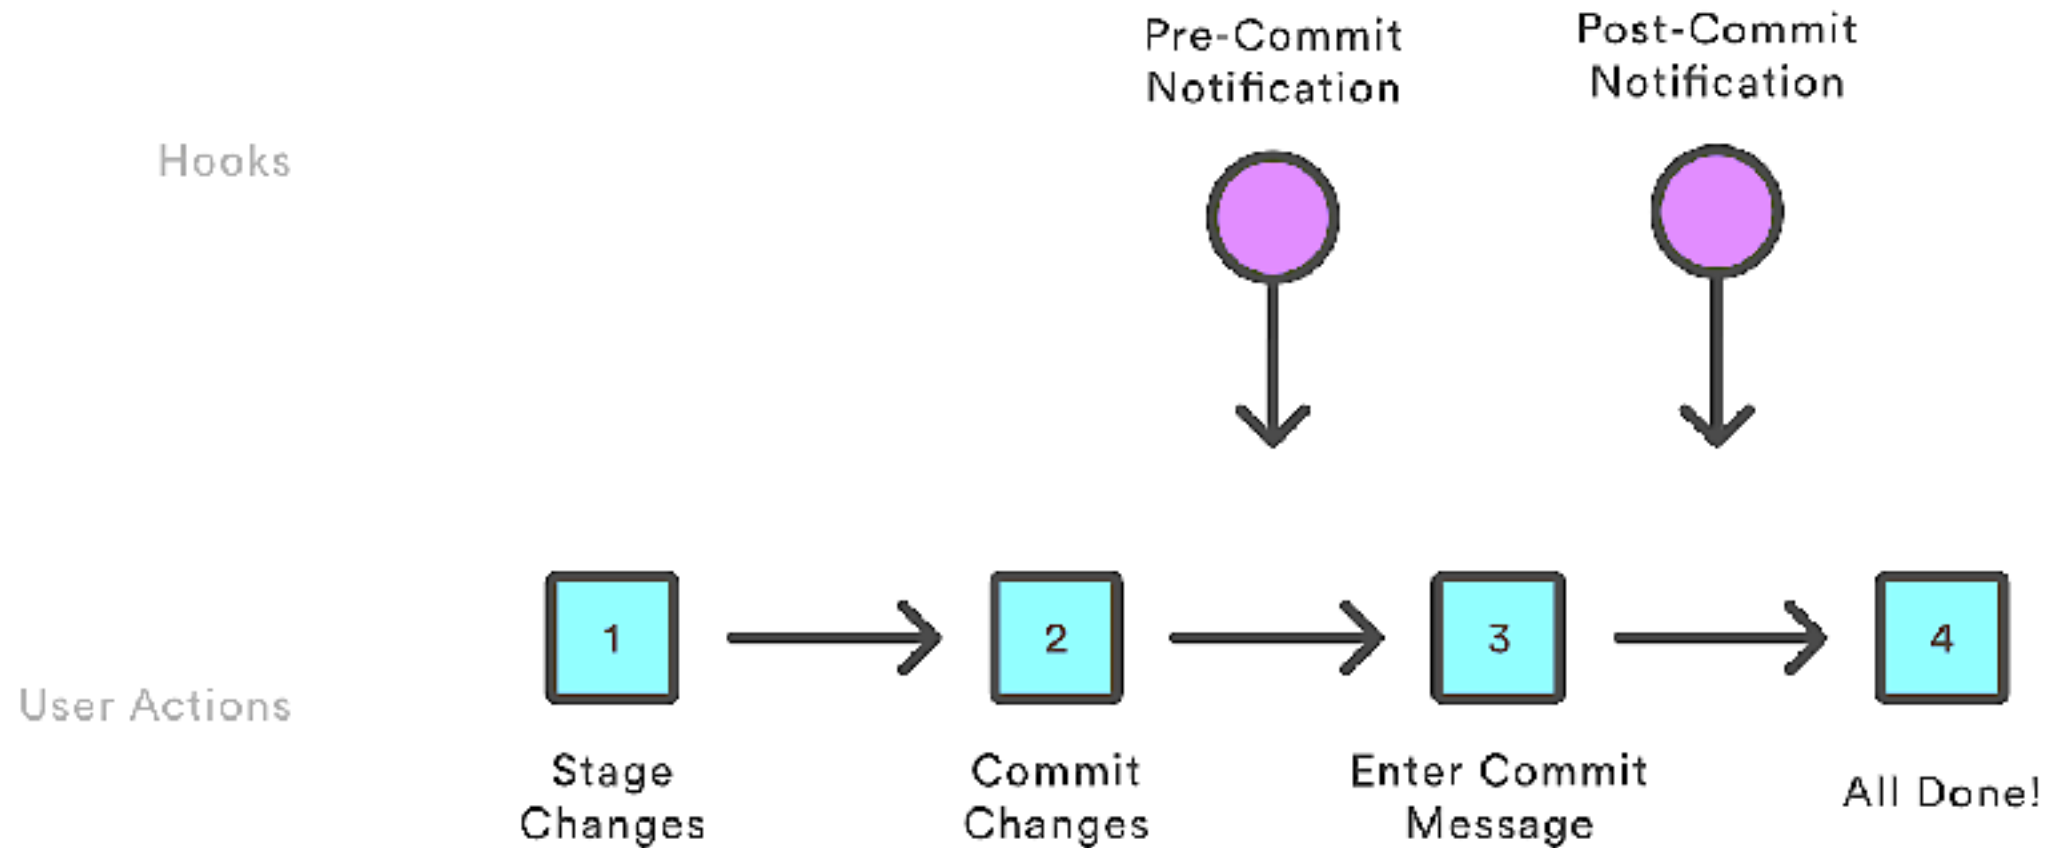 Pre-Commit
Notification
Post-Commit
Notification
Hooks
1
2
3
4
User Actions
Stage
Changes
Commit
Changes
Enter Commit
Message
All Done!